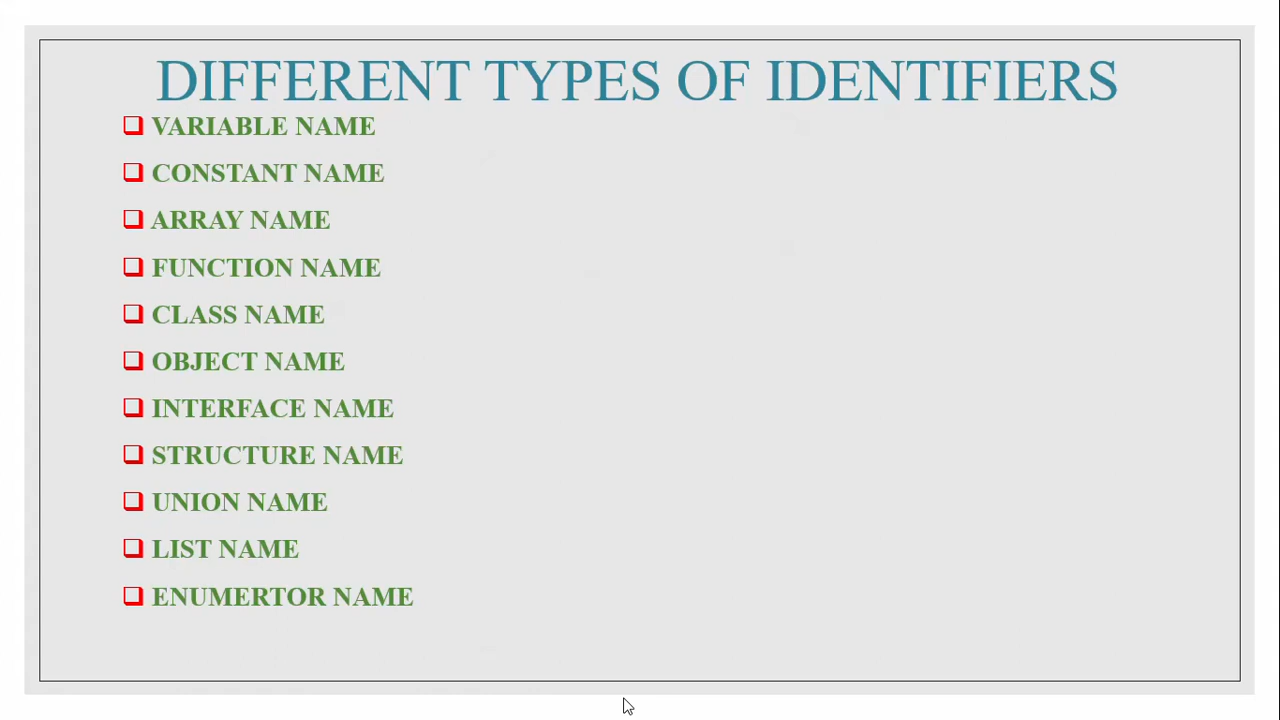 DIFFERENT TYPES OF IDENTIFIERS
VARIABLE NAME
CONSTANT NAME
ARRAY NAME
FUNCTION NAME
CLASS NAME
OBJECT NAME
INTERFACE NAME
STRUCTURE NAME
UNION NAME
LIST NAME
ENUMERTOR NAME